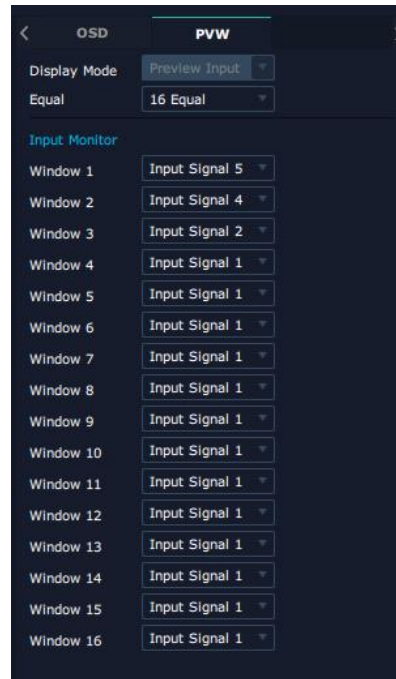 OSD PVW
Display Mode Preview Input
Equal 16 Equal
Input Monitor
Window 1 Input Signal 5
Window 2 Input Signal 4
Window 3 Input Signal 2
Window 4 Input Signal 1
Window 5 Input Signal 1
Window 6 Input Signal 1
Window 7 Input Signal 1
Window 8 Input Signal 1
Window 9 Input Signal 1
Window 10 Input Signal 1
Window 11 Input Signal 1
Window 12 Input Signal 1
Window 13 Input Signal 1
Window 14 Input Signal 1
Window 15 Input Signal 1
Window 16 Input Signal 1